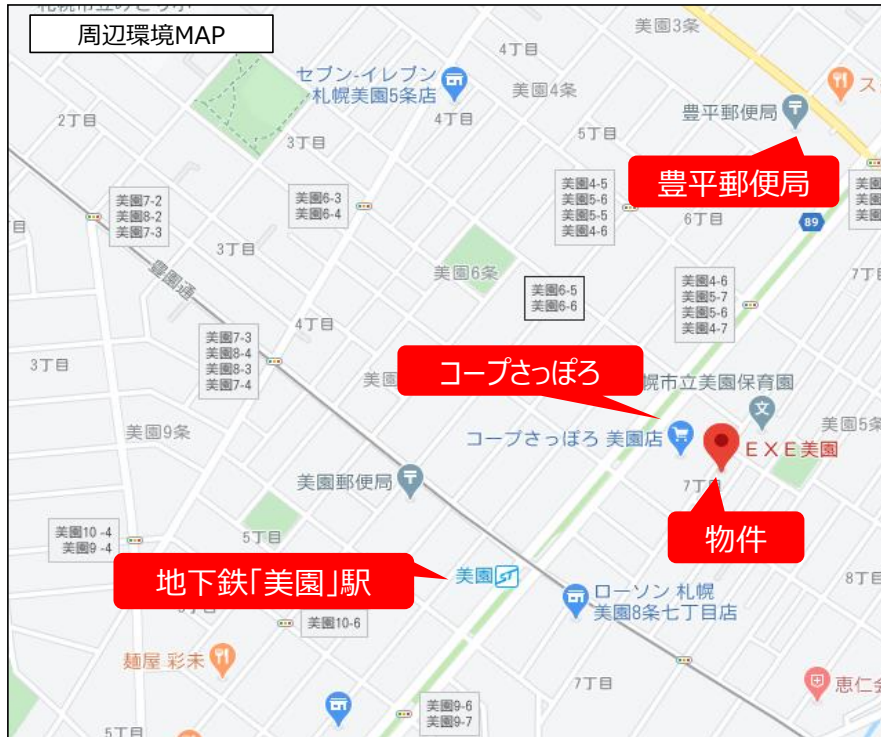 周辺環境MAP
美園3条
4丁目
セブン-イレブン
札幌美園5条店
美園4条
4丁目
ス
豊平郵便局
2丁目
3丁目
5丁目
豊平郵便局
美園7-2
美園8-2
美園7-3
美園6-3
美園6-4
美園4-5
美園5-6
美園5-5
美園4-6
6丁目
89
3丁目
豊園通
美園6条
7丁目
美園6-5
美園6-6
美園4-6
美園5-7
美園5-6
美園4-7
4丁目
美園7-3
美園8-4
美園8-3
美園7-4
3丁目
コープさっぽろ
幌市立美園保育園
文
美園9条
コープさっぽろ 美園店
EXE美園
美園5条
美園郵便局
7丁目
美園10-4
美園9-4
5丁目
物件
地下鉄「美園」駅
美園
ST
ローソン 札幌
美園8条七丁目店
8丁目
美園10-6
麺屋 彩未
7丁目
恵仁会
美園9-6
美園9-7
5丁目